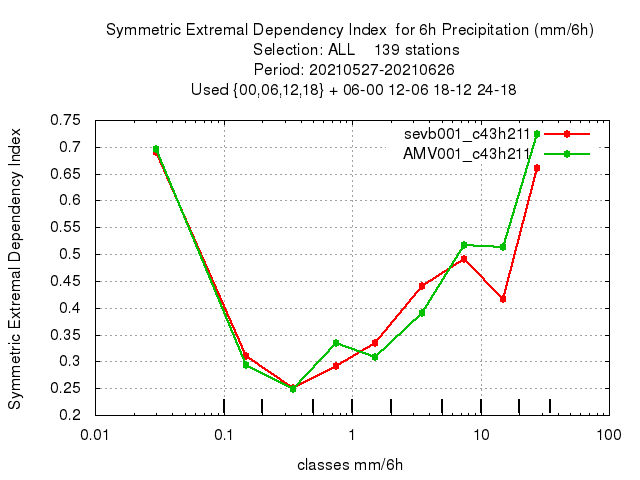 Symmetric Extremal Dependency Index  for 6h Precipitation (mm/6h)
Selection: ALL    139 stations
Period: 20210527-20210626
Used {00,06,12,18} + 06-00 12-06 18-12 24-18
Symmetric Extremal Dependency Index
0.75
0.7
0.65
0.6
0.55
0.5
0.45
0.4
0.35
0.3
0.25
0.2
sevb001_c43h211
AMV001_c43h211
0.01
0.1
1
10
100
classes mm/6h